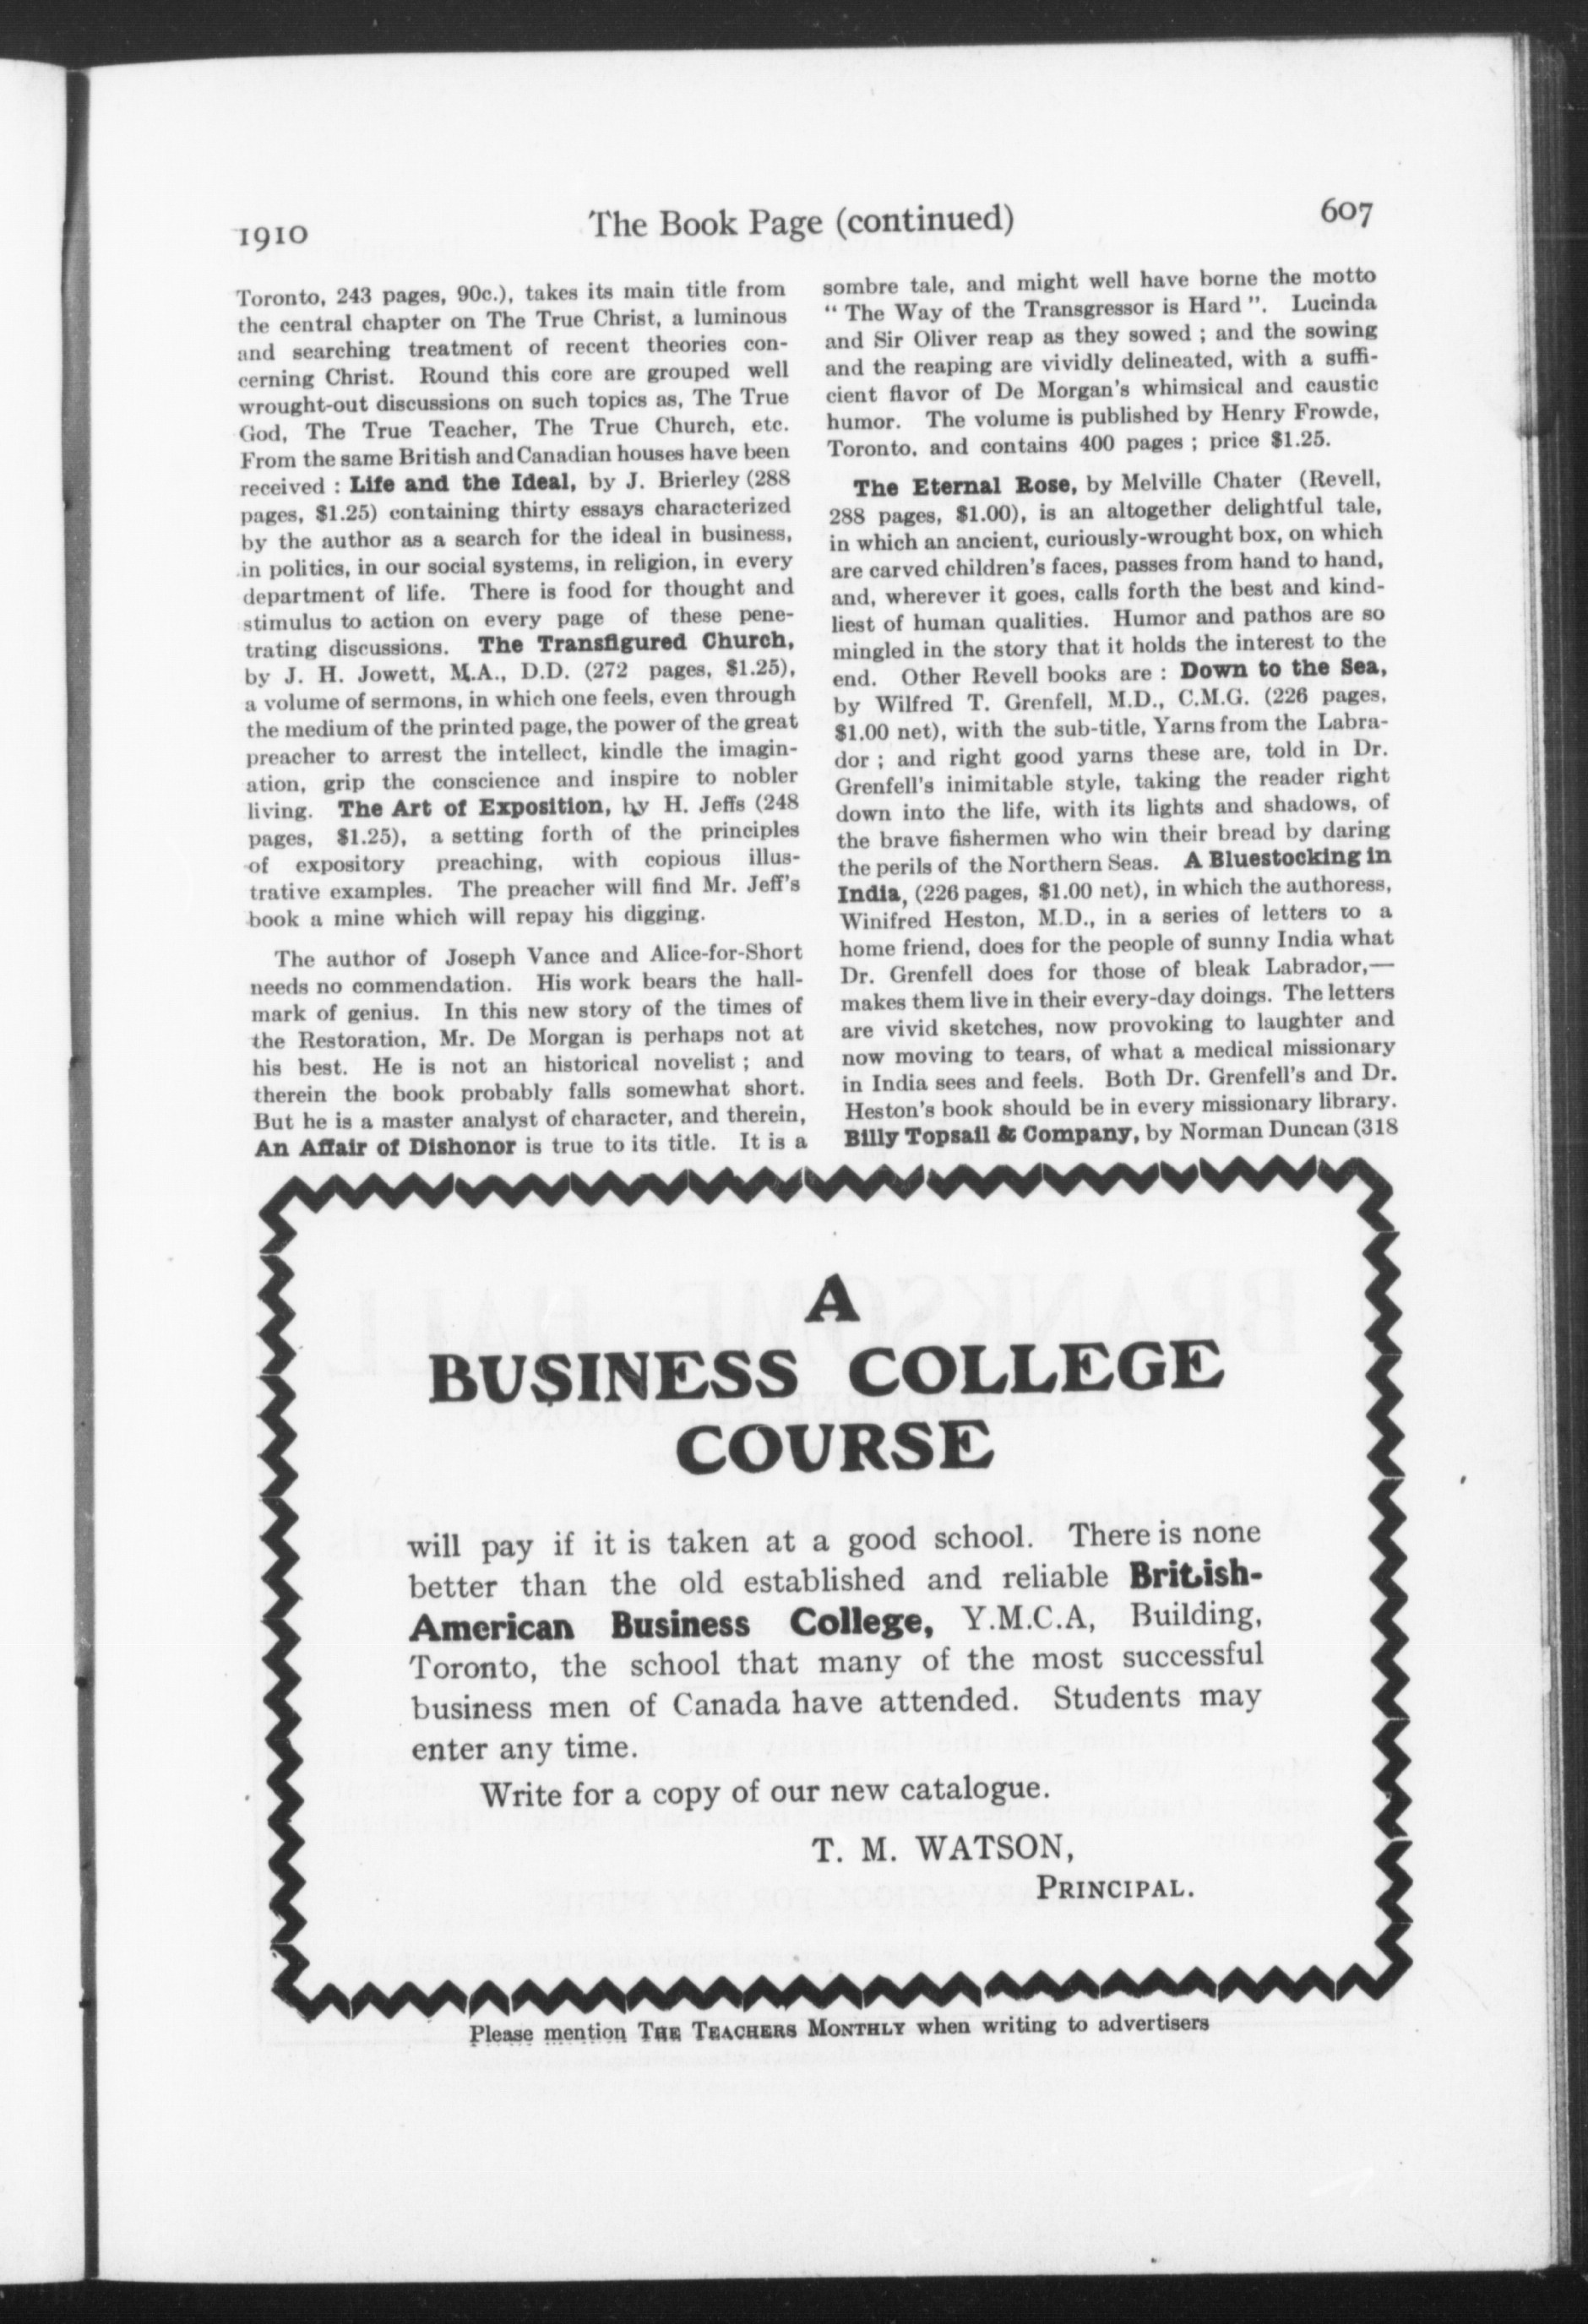 1910
The Book Page (continued)
607
Toronto, 243 pages, 90c.), takes its main title from
the central chapter on The True Christ, a luminous
and searching treatment of recent theories con-
cerning Christ. Round this core are grouped well
wrought-out discussions on such topics as, The True
God, The True Teacher, The True Church, etc.
From the same British and Canadian houses have been
received : Life and the Ideal, by J. Brierley (288
pages, $1.25) containing thirty essays characterized
by the author as a search for the ideal in business,
in politics, in our social systems, in religion, in every
department of life. There is food for thought and
stimulus to action on every page of these pene-
trating discussions. The Transfigured Church,
by J. H. Jowett, M.A., D.D. (272 pages, $1.25),
a volume of sermons, in which one feels, even through
the medium of the printed page, the power of the great
preacher to arrest the intellect, kindle the imagin-
ation, grip the conscience and inspire to nobler
living. The Art of Exposition, by H. Jeffs (248
pages, $1.25), a setting forth of the principles
of expository preaching, with copious illus-
trative examples. The preacher will find Mr. Jeff's
book a mine which will repay his digging.
The author of Joseph Vance and Alice-for-Short
needs no commendation. His work bears the hall-
mark of genius. In this new story of the times of
the Restoration, Mr. De Morgan is perhaps not at
his best. He is not an historical novelist ; and
therein the book probably falls somewhat short.
But he is a master analyst of character, and therein,
An Affair of Dishonor is true to its title. It is a
sombre tale, and might well have borne the motto
" The Way of the Transgressor is Hard ". Lucinda
and Sir Oliver reap as they sowed ; and the sowing
and the reaping are vividly delineated, with a suffi-
cient flavor of De Morgan's whimsical and caustic
humor. The volume is published by Henry Frowde,
Toronto. and contains 400 pages ; price $1.25.
The Eternal Rose, by Melville Chater (Revell,
288 pages, $1.00), is an altogether delightful tale,
in which an ancient, curiously-wrought box, on which
are carved children's faces, passes from hand to hand,
and, wherever it goes, calls forth the best and kind-
liest of human qualities. Humor and pathos are so
mingled in the story that it holds the interest to the
end. Other Revell books are : Down to the Sea,
by Wilfred T. Grenfell, M.D., C.M.G. (226 pages,
$1.00 net), with the sub-title, Yarns from the Labra-
dor ; and right good yarns these are, told in Dr.
Grenfell's inimitable style, taking the reader right
down into the life, with its lights and shadows, of
the brave fishermen who win their bread by daring
the perils of the Northern Seas. A Bluestocking in
India, (226 pages, $1.00 net), in which the authoress,
Winifred Heston, M.D., in a series of letters to a
home friend, does for the people of sunny India what
Dr. Grenfell does for those of bleak Labrador,—
makes them live in their every-day doings. The letters
are vivid sketches, now provoking to laughter and
now moving to tears, of what a medical missionary
in India sees and feels. Both Dr. Grenfell's and Dr.
Heston's book should be in every missionary library.
Billy Topsail & Company, by Norman Duncan (318
A
BUSINESS COLLEGE
COURSE
will pay if it is taken at a good school. There is none
better than the old established and reliable British-
American Business College, Y.M.C.A, Building,
Toronto, the school that many of the most successful
business men of Canada have attended. Students may
enter any time.
Write for a copy of our new catalogue.
T. M. WATSON,
PRINCIPAL.
Please mention THE TEACHERS MONTHLY when writing to advertisers